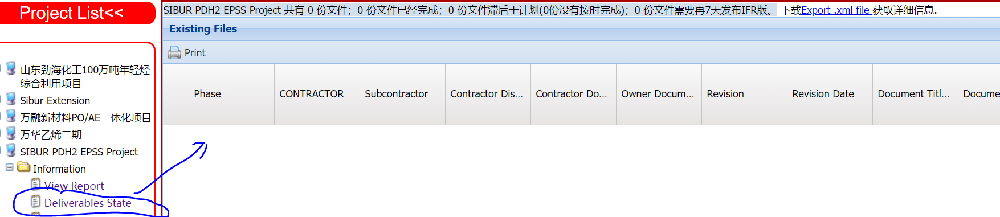 Project List<<
山东劲海化工100万吨年轻烃
综合利用项目
Sibur Extension
万融新材料PO/AE一体化项目
万华乙烯二期
SIBUR PDH2 EPSS Project
Information
View Report
Deliverables State
SIBUR PDH2 EPSS Project 共有 0 份文件；0 份文件已经完成；0 份文件滞后于计划(0份没有按时完成)；0 份文件需要再7天发布IFR版。 下载Export .xml file 获取详细信息.
Existing Files
Print
Phase CONTRACTOR Subcontractor Contractor Dis... Contractor Do... Owner Docum... Revision Revision Date Document Titl... Docume